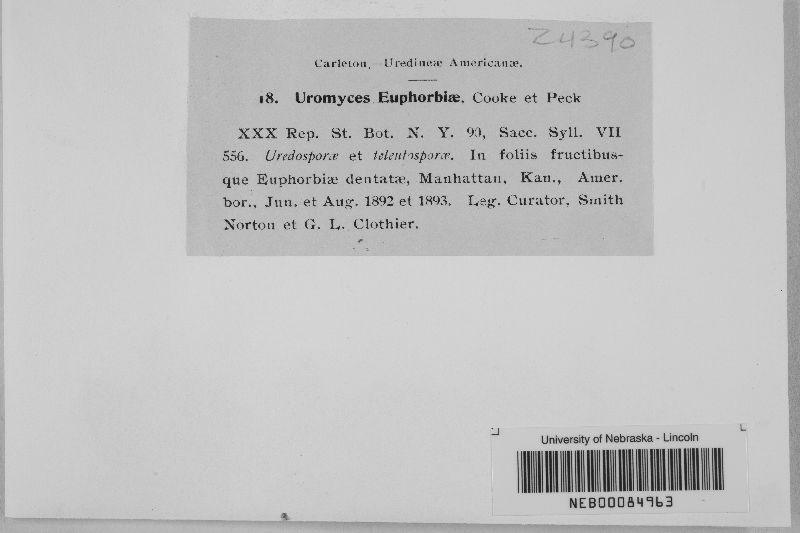 24390
Carleton,—Uredineæ Americanæ.
18. Uromyces Euphorbiæ, Cooke et Peck
XXX Rep. St. Bot. N. Y. 90, Sacc. Syll. VII
556. Uredosporæ et teleutosporæ. In foliis fructibus-
que Euphorbiæ dentatæ, Manhattan, Kan., Amer.
bor., Jun. et Aug. 1892 et 1893. Leg. Curator, Smith
Norton et G. L. Clothier.
University of Nebraska - Lincoln
NEB00084963